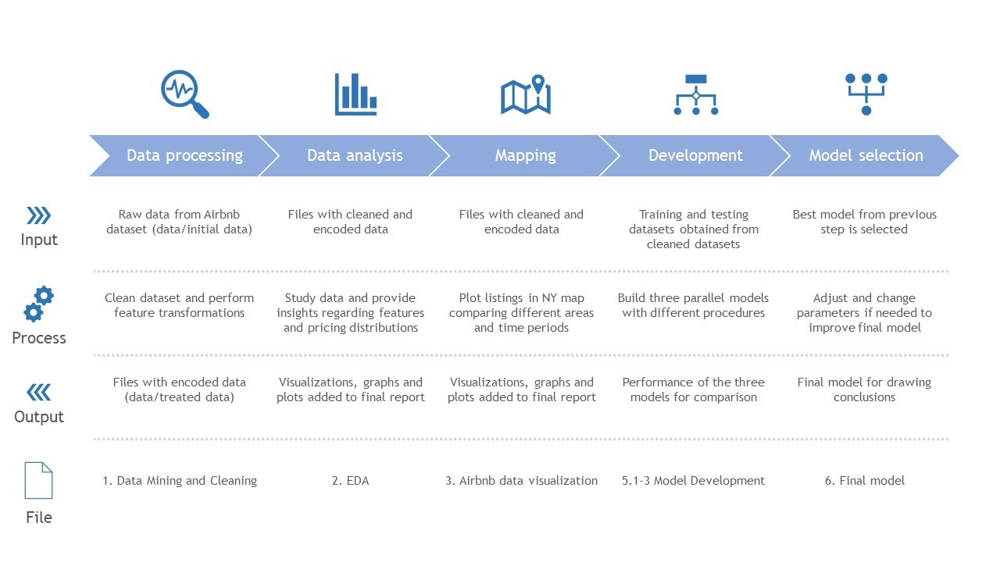 Data processing
Data analysis
Mapping
Development
Model selection
Input
Raw data from Airbnb
dataset (data/initial data)
Files with cleaned and
encoded data
Files with cleaned and
encoded data
Training and testing
datasets obtained from
cleaned datasets
Best model from previous
step is selected
Process
Clean dataset and perform
feature transformations
Study data and provide
insights regarding features
and pricing distributions
Plot listings in NY map
comparing different areas
and time periods
Build three parallel models
with different procedures
Adjust and change
parameters if needed to
improve final model
Output
Files with encoded data
(data/treated data)
Visualizations, graphs and
plots added to final report
Visualizations, graphs and
plots added to final report
Performance of the three
models for comparison
Final model for drawing
conclusions
File
1. Data Mining and Cleaning
2. EDA
3. Airbnb data visualization
5.1-3 Model Development
6. Final model